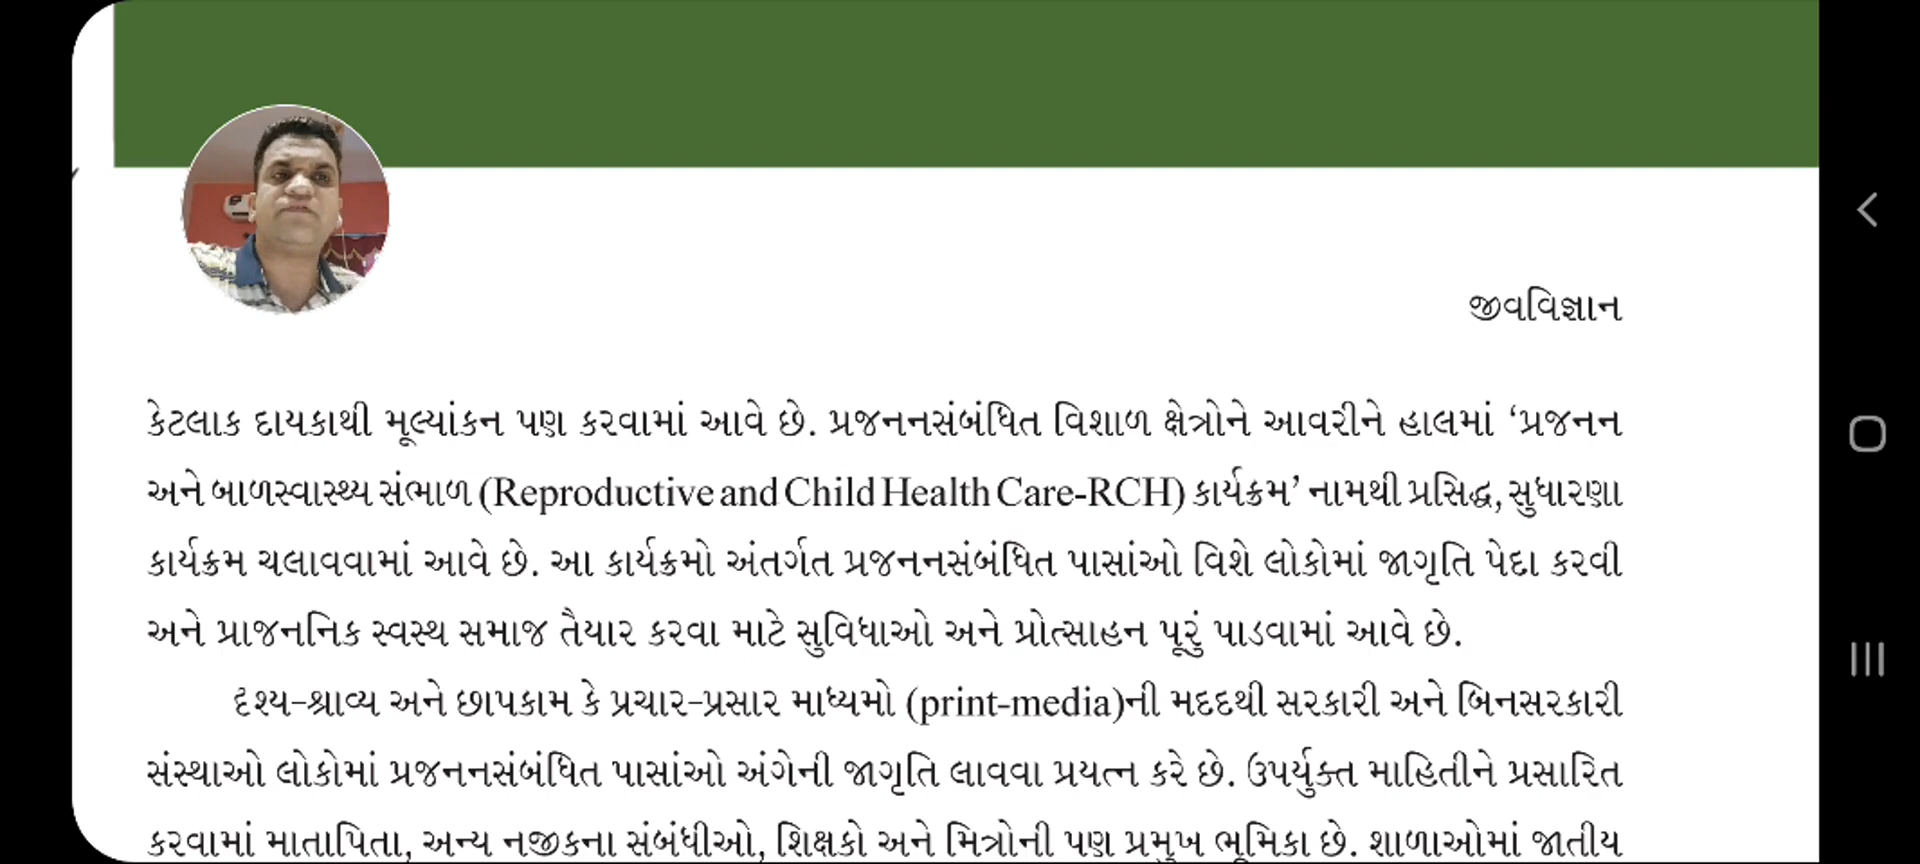 જીવવિજ્ઞાન
કેટલાક દાયકાથી મૂલ્યાંકન પણ કરવામાં આવે છે. પ્રજનનસંબંધિત વિશાળ ક્ષેત્રોને આવરીને હાલમાં ‘પ્રજનન
અને બાળસ્વાસ્થ્ય સંભાળ (Reproductive and Child Health Care-RCH) કાર્યક્રમ’ નામથી પ્રસિદ્ધ, સુધારણા
કાર્યક્રમ ચલાવવામાં આવે છે. આ કાર્યક્રમો અંતર્ગત પ્રજનનસંબંધિત પાસાંઓ વિશે લોકોમાં જાગૃતિ પેદા કરવી
અને પ્રાજનનિક સ્વસ્થ સમાજ તૈયાર કરવા માટે સુવિધાઓ અને પ્રોત્સાહન પૂરું પાડવામાં આવે છે.
દૃશ્ય-શ્રાવ્ય અને છાપકામ કે પ્રચાર-પ્રસાર માધ્યમો (print-media)ની મદદથી સરકારી અને બિનસરકારી
સંસ્થાઓ લોકોમાં પ્રજનનસંબંધિત પાસાંઓ અંગેની જાગૃતિ લાવવા પ્રયત્ન કરે છે. ઉપર્યુક્ત માહિતીને પ્રસારિત
કરવામાં માતાપિતા, અન્ય નજીકના સંબંધીઓ, શિક્ષકો અને મિત્રોની પણ પ્રમુખ ભૂમિકા છે. શાળાઓમાં જાતીય